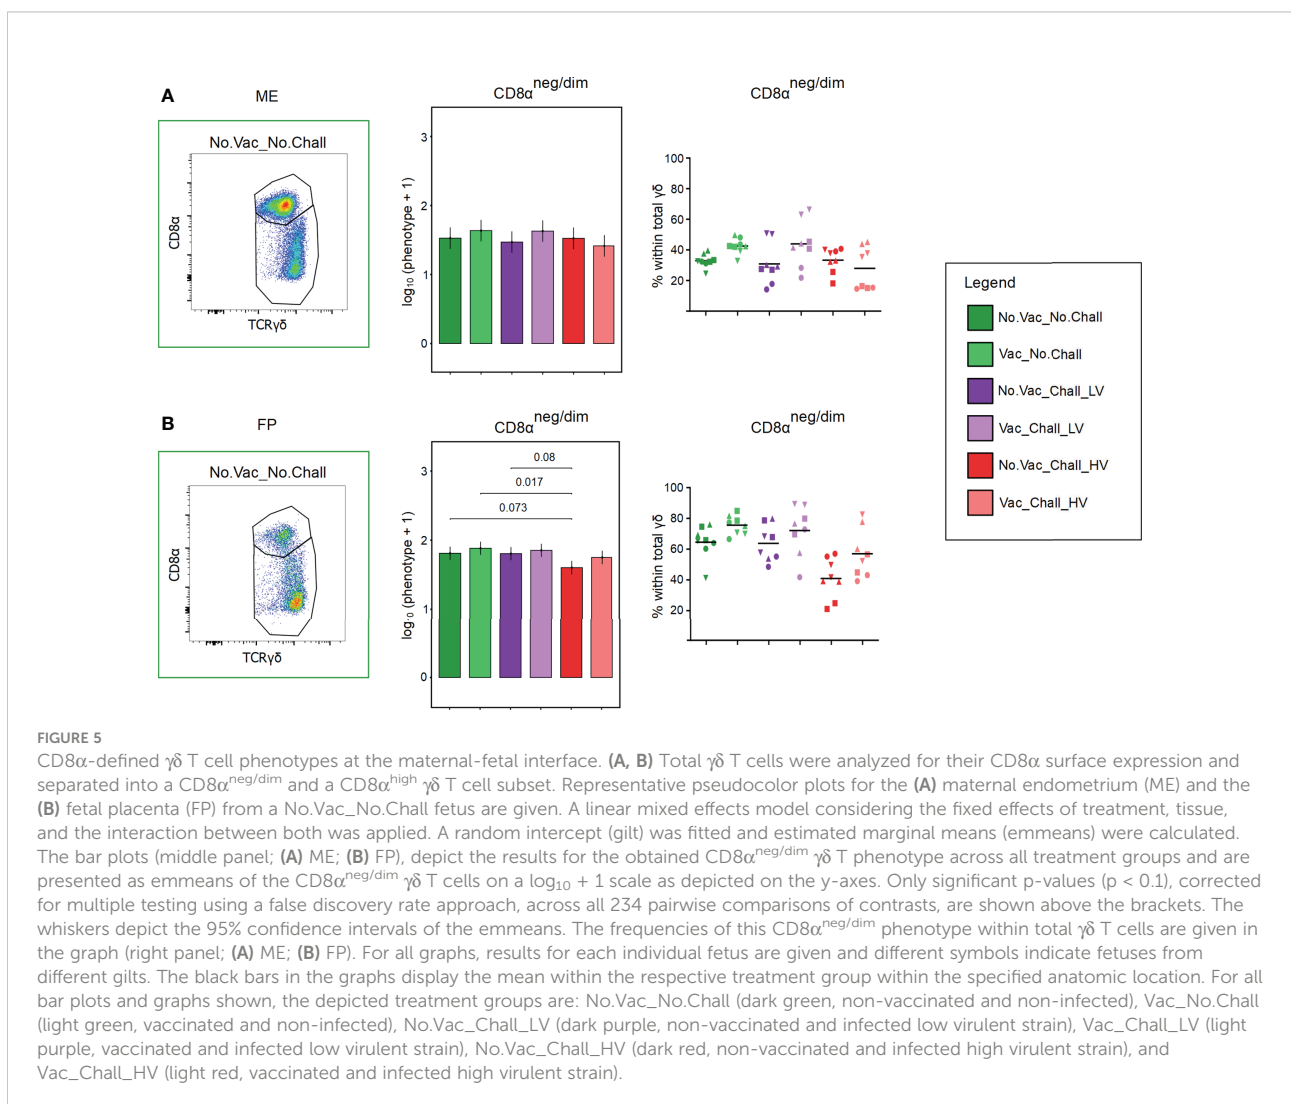 A
ME
No.Vac_No.Chall
CD8α
TCRγδ
CD8α^neg/dim
log₁₀ (phenotype + 1)
3
2
1
0
CD8α^neg/dim
% within total γδ
100
80
60
40
20
Legend
No.Vac_No.Chall
Vac_No.Chall
No.Vac_Chall_LV
Vac_Chall_LV
No.Vac_Chall_HV
Vac_Chall_HV
B
FP
No.Vac_No.Chall
CD8α
TCRγδ
CD8α^neg/dim
log₁₀ (phenotype + 1)
3
2
1
0
0.08
0.017
0.073
CD8α^neg/dim
% within total γδ
100
80
60
40
20
FIGURE 5
CD8α-defined γδ T cell phenotypes at the maternal-fetal interface. (A, B) Total γδ T cells were analyzed for their CD8α surface expression and
separated into a CD8α^neg/dim and a CD8α^high γδ T cell subset. Representative pseudocolor plots for the (A) maternal endometrium (ME) and the
(B) fetal placenta (FP) from a No.Vac_No.Chall fetus are given. A linear mixed effects model considering the fixed effects of treatment, tissue,
and the interaction between both was applied. A random intercept (gilt) was fitted and estimated marginal means (emmeans) were calculated.
The bar plots (middle panel; (A) ME; (B) FP), depict the results for the obtained CD8α^neg/dim γδ T phenotype across all treatment groups and are
presented as emmeans of the CD8α^neg/dim γδ T cells on a log₁₀ + 1 scale as depicted on the y-axes. Only significant p-values (p < 0.1), corrected
for multiple testing using a false discovery rate approach, across all 234 pairwise comparisons of contrasts, are shown above the brackets. The
whiskers depict the 95% confidence intervals of the emmeans. The frequencies of this CD8α^neg/dim phenotype within total γδ T cells are given in
the graph (right panel; (A) ME; (B) FP). For all graphs, results for each individual fetus are given and different symbols indicate fetuses from
different gilts. The black bars in the graphs display the mean within the respective treatment group within the specified anatomic location. For all
bar plots and graphs shown, the depicted treatment groups are: No.Vac_No.Chall (dark green, non-vaccinated and non-infected), Vac_No.Chall
(light green, vaccinated and non-infected), No.Vac_Chall_LV (dark purple, non-vaccinated and infected low virulent strain), Vac_Chall_LV (light
purple, vaccinated and infected low virulent strain), No.Vac_Chall_HV (dark red, non-vaccinated and infected high virulent strain), and
Vac_Chall_HV (light red, vaccinated and infected high virulent strain).